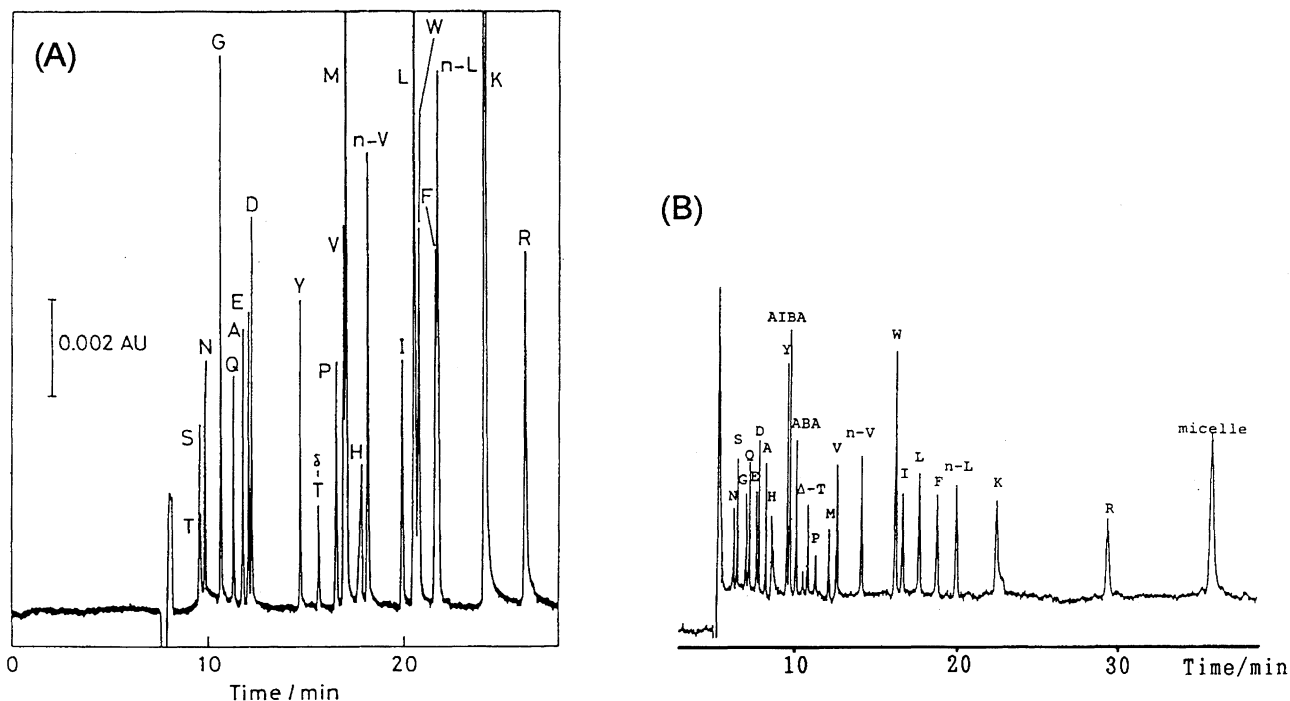 (A)
G
W
M
L
n-L
K
n-V
F
D
V
R
Y
E
0.002 AU
A
N
I
Q
P
S
H
δ-T
T
0
10
20
Time / min
(B)
AIBA
W
Y
micelle
S
D
ABA
n-V
Q
A
V
n-L
G
E
Δ-T
I
L
F
N
H
K
M
R
P
10
20
30
Time/min